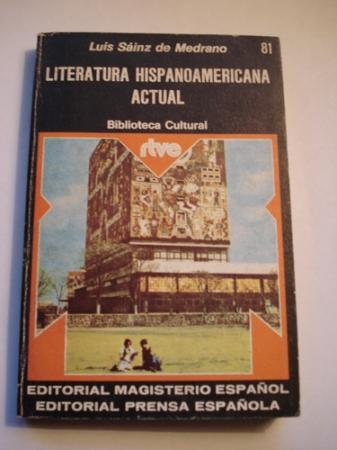 Luis Sáinz de Medrano 81
LITERATURA HISPANOAMERICANA
ACTUAL
Biblioteca Cultural
rtve
EDITORIAL MAGISTERIO ESPAÑOL
EDITORIAL PRENSA ESPAÑOLA